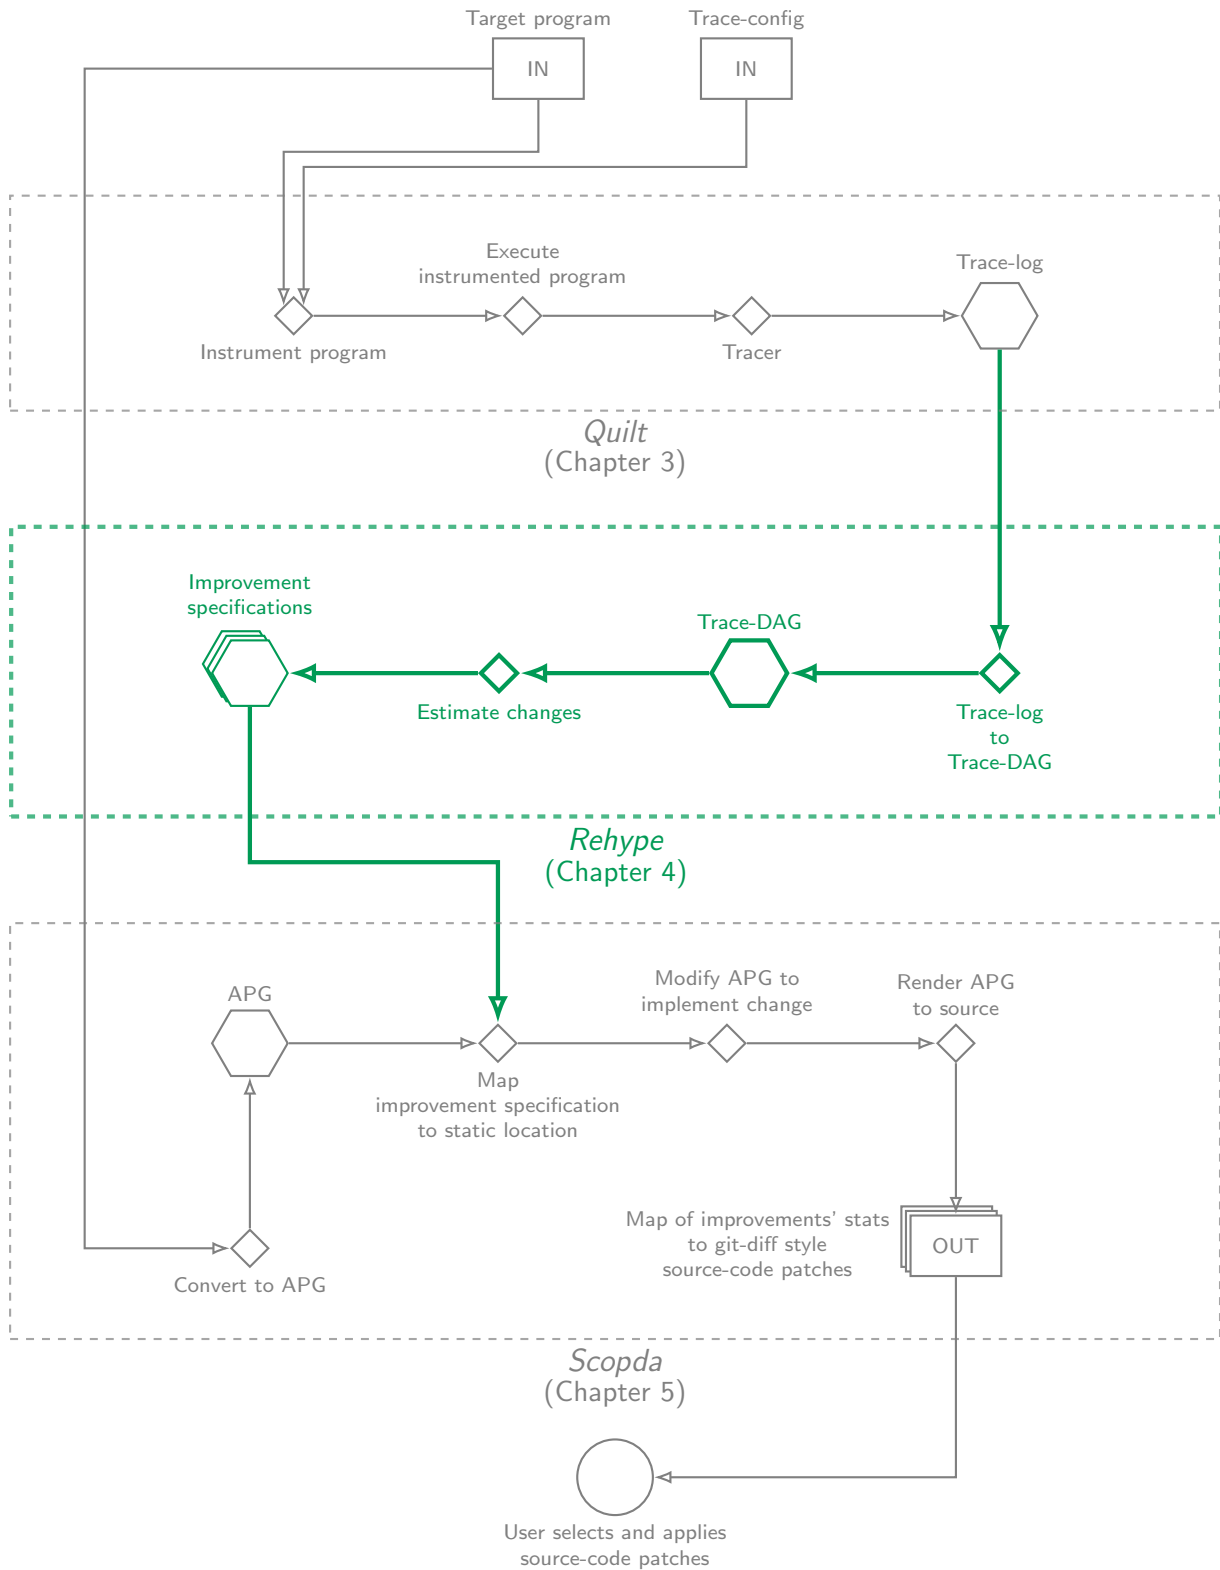 Target program
Trace-config
IN
IN
Execute
instrumented program
Trace-log
Instrument program
Tracer
Quilt
(Chapter 3)
Improvement
specifications
Trace-DAG
Estimate changes
Trace-log
to
Trace-DAG
Rehype
(Chapter 4)
APG
Modify APG to
implement change
Render APG
to source
Map
improvement specification
to static location
Map of improvements' stats
to git-diff style
source-code patches
OUT
Convert to APG
Scopda
(Chapter 5)
User selects and applies
source-code patches